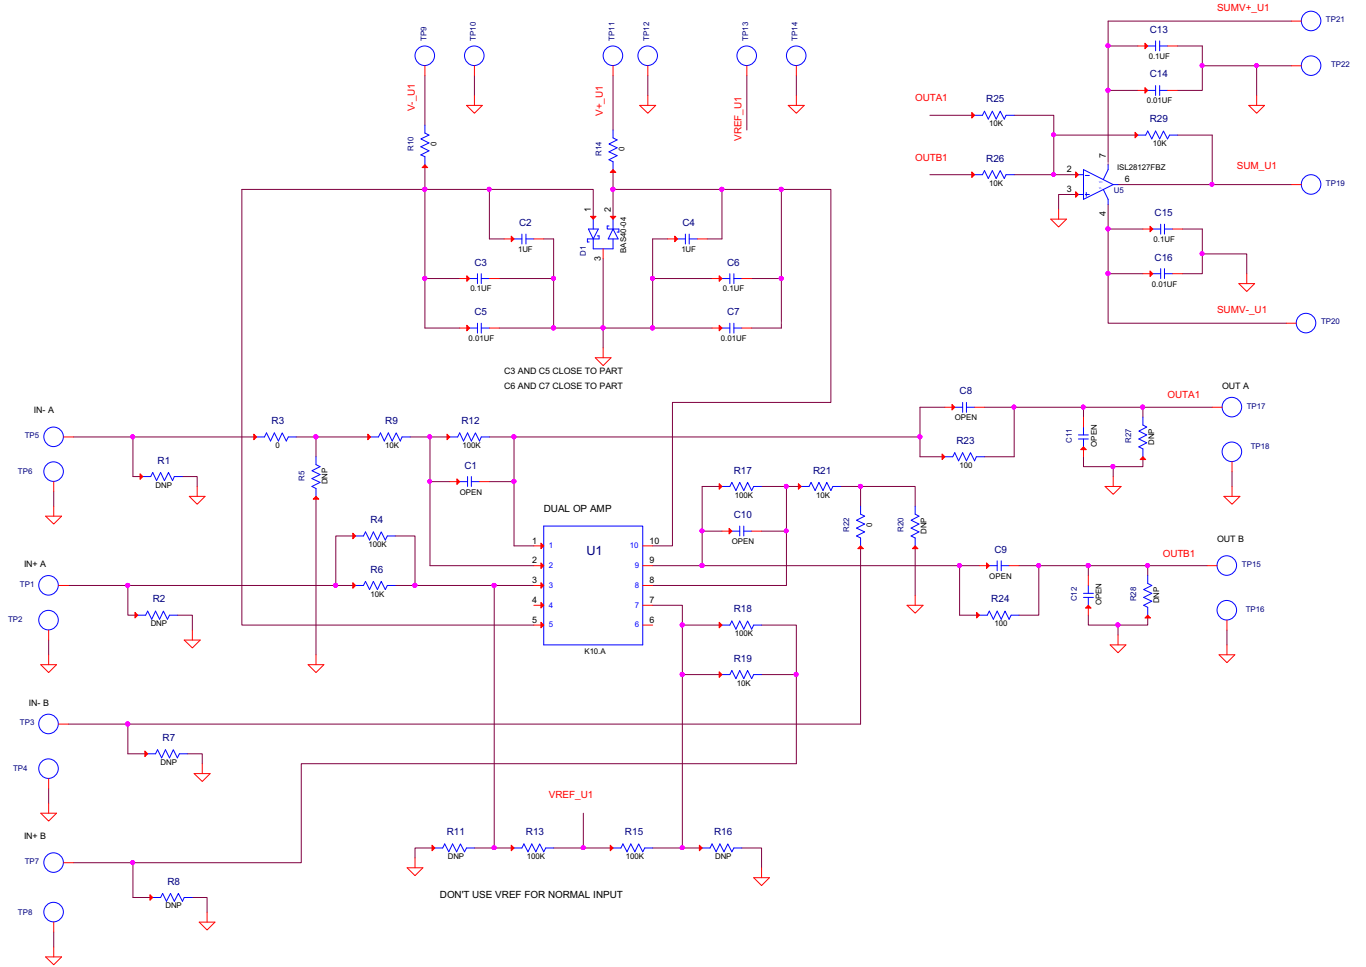 TP9
TP10
TP11
TP12
TP13
TP14
V-_U1
V+_U1
VREF_U1
R10
0
R14
0
1
2
3
D1
BAS40-04
C2
1UF
C4
1UF
C3
0.1UF
C6
0.1UF
C5
0.01UF
C7
0.01UF
C3 AND C5 CLOSE TO PART
C6 AND C7 CLOSE TO PART
SUMV+_U1
TP21
C13
0.1UF
TP22
C14
0.01UF
OUTA1
R25
10K
R29
10K
OUTB1
R26
10K
7
ISL28127FBZ
2
3
6
4
U5
SUM_U1
TP19
C15
0.1UF
C16
0.01UF
SUMV-_U1
TP20
IN- A
TP5
TP6
R1
DNP
R3
0
R5
DNP
R9
10K
R12
100K
C1
OPEN
R4
100K
R6
10K
IN+ A
TP1
TP2
R2
DNP
DUAL OP AMP
U1
1
1
2
2
3
3
4
4
5
5
10
10
9
9
8
8
7
7
6
6
K10.A
R17
100K
C10
OPEN
R21
10K
R22
0
R20
DNP
R18
100K
R19
10K
C8
OPEN
R23
100
C11
OPEN
R27
DNP
OUTA1
OUT A
TP17
TP18
C9
OPEN
R24
100
C12
OPEN
R28
DNP
OUTB1
OUT B
TP15
TP16
IN- B
TP3
TP4
R7
DNP
IN+ B
TP7
TP8
R8
DNP
VREF_U1
R11
DNP
R13
100K
R15
100K
R16
DNP
DON'T USE VREF FOR NORMAL INPUT